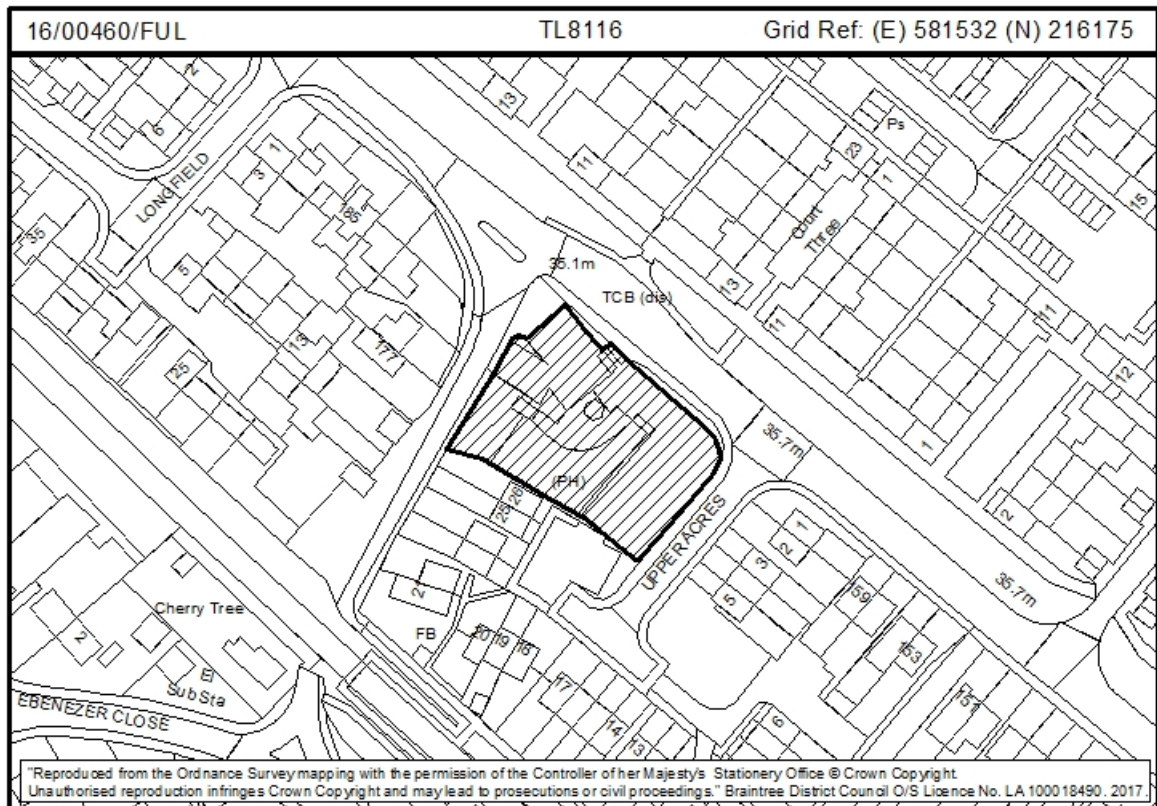 16/00460/FUL TL8116 Grid Ref: (E) 581532 (N) 216175
2
6
13
LONGFIELD
1
3
185
11
Ps
23
1
15
35
5
Court
Three
35.1m
TCB (dis)
13
11
11
13
177
25
12
35.7m
1
(PH)
25
26
2
UPPER ACRES
1
2
3
5
159
153
35.7m
21
Cherry Tree
2
FB
El
Sub Sta
20
19
18
17
EBENEZER CLOSE
14
13
151
6
"Reproduced from the Ordnance Survey mapping with the permission of the Controller of her Majesty's Stationery Office © Crown Copyright.
Unauthorised reproduction infringes Crown Copyright and may lead to prosecutions or civil proceedings." Braintree District Council O/S Licence No. LA 100018490. 2017.